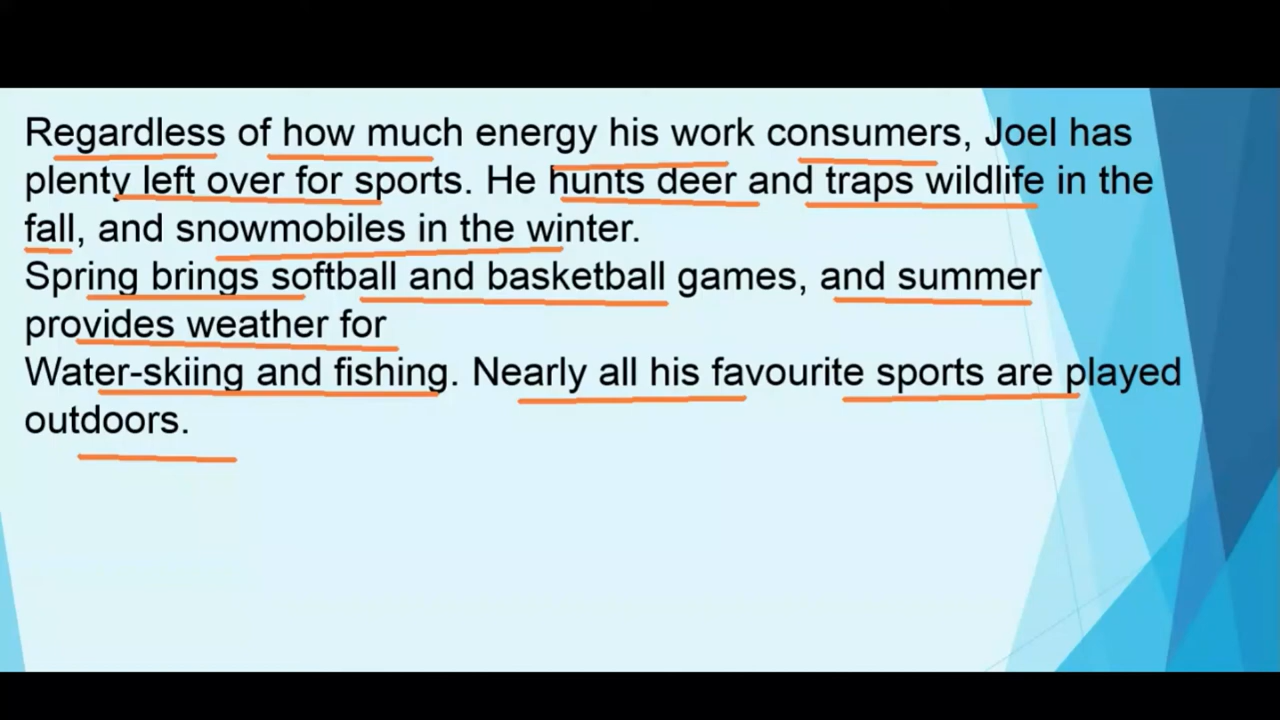 Regardless of how much energy his work consumers, Joel has
plenty left over for sports. He hunts deer and traps wildlife in the
fall, and snowmobiles in the winter.
Spring brings softball and basketball games, and summer
provides weather for
Water-skiing and fishing. Nearly all his favourite sports are played
outdoors.